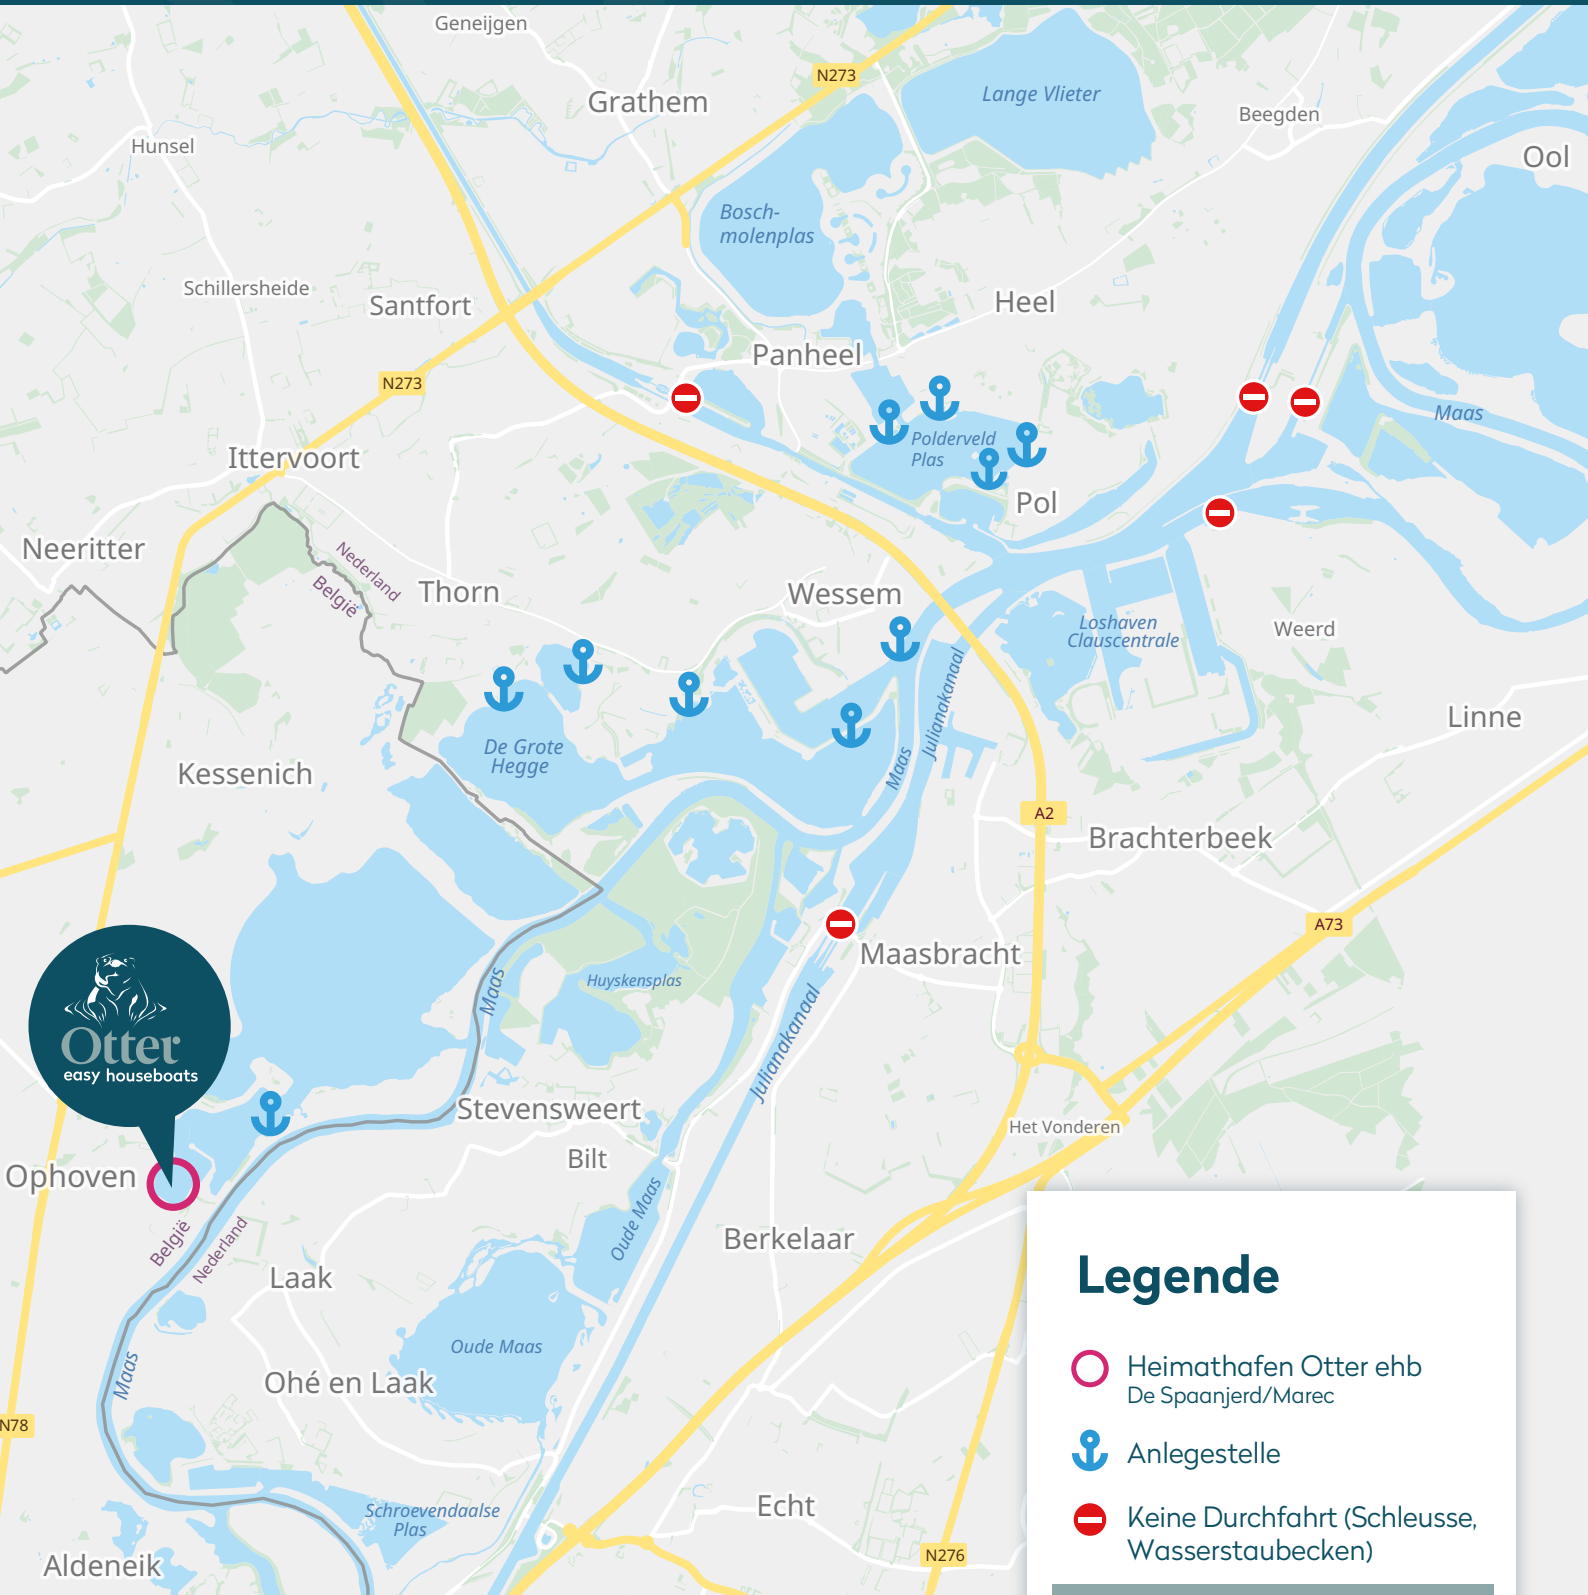 Geneijgen
N273
Grathem
Lange Vlieter
Beegden
Hunsel
Ool
Bosch-
molenplas
Schillersheide
Santfort
Heel
Panheel
N273
Maas
Polderveld
Plas
Ittervoort
Pol
Neeritter
Nederland
België
Thorn
Wessem
Loshaven
Clauscentrale
Weerd
Julianakanaal
Linne
De Grote
Hegge
Maas
Kessenich
A2
Brachterbeek
A73
Maasbracht
Huyskensplas
Maas
Otter
easy houseboats
Julianakanaal
Stevensweert
Het Vonderen
Bilt
Ophoven
Oude Maas
België
Nederland
Berkelaar
Laak
Oude Maas
Maas
Ohé en Laak
N78
Schroevendaalse
Plas
Echt
N276
Aldeneik
Legende
Heimathafen Otter ehb
De Spaanjerd/Marec
Anlegestelle
Keine Durchfahrt (Schleusse,
Wasserstaubecken)